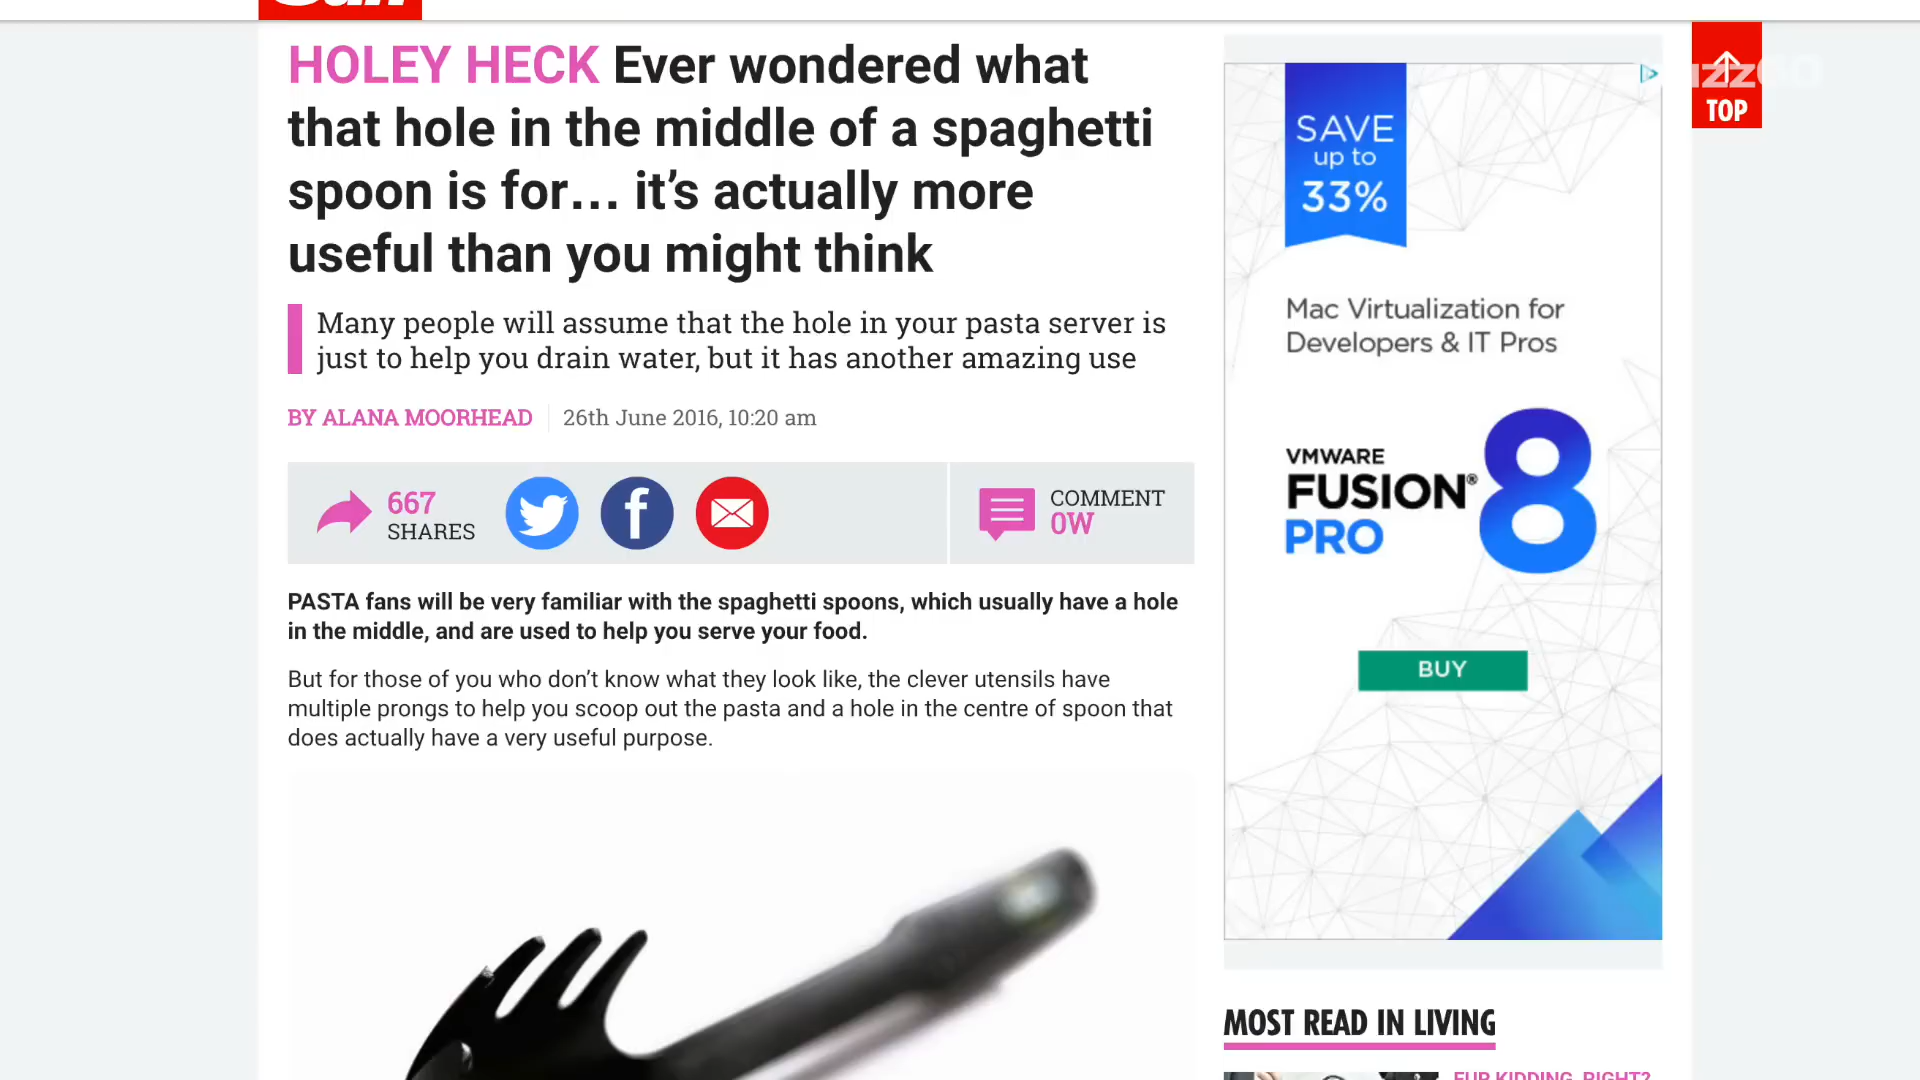 HOLEY HECK Ever wondered what
that hole in the middle of a spaghetti
spoon is for… it’s actually more
useful than you might think
Many people will assume that the hole in your pasta server is
just to help you drain water, but it has another amazing use
BY ALANA MOORHEAD
26th June 2016, 10:20 am
667
SHARES
COMMENT
0W
PASTA fans will be very familiar with the spaghetti spoons, which usually have a hole
in the middle, and are used to help you serve your food.
But for those of you who don’t know what they look like, the clever utensils have
multiple prongs to help you scoop out the pasta and a hole in the centre of spoon that
does actually have a very useful purpose.
SAVE
up to
33%
Mac Virtualization for
Developers & IT Pros
VMWARE
FUSION®
PRO
8
BUY
TOP
MOST READ IN LIVING